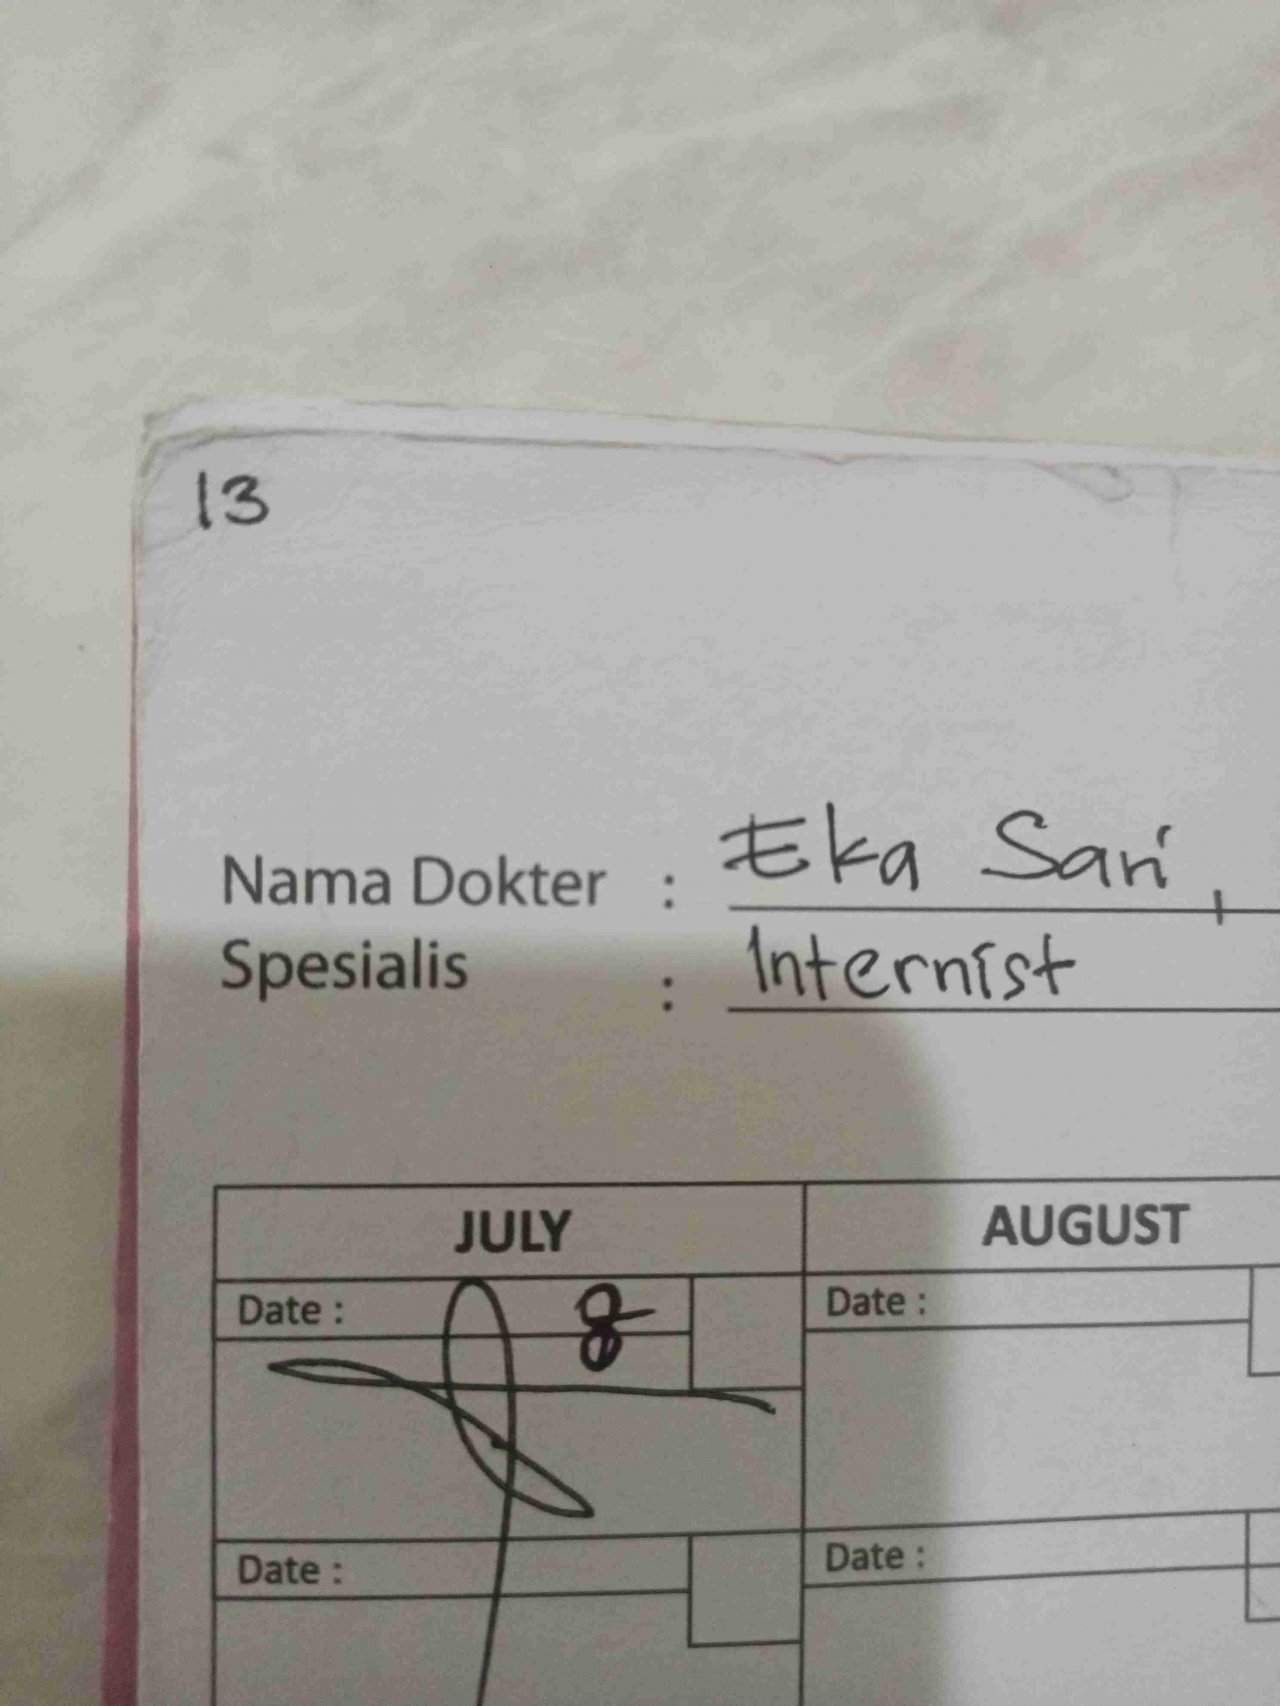 13
Nama Dokter : Eka Sari,
Spesialis : Internist
JULY AUGUST
Date : 8 Date :
Date : Date :